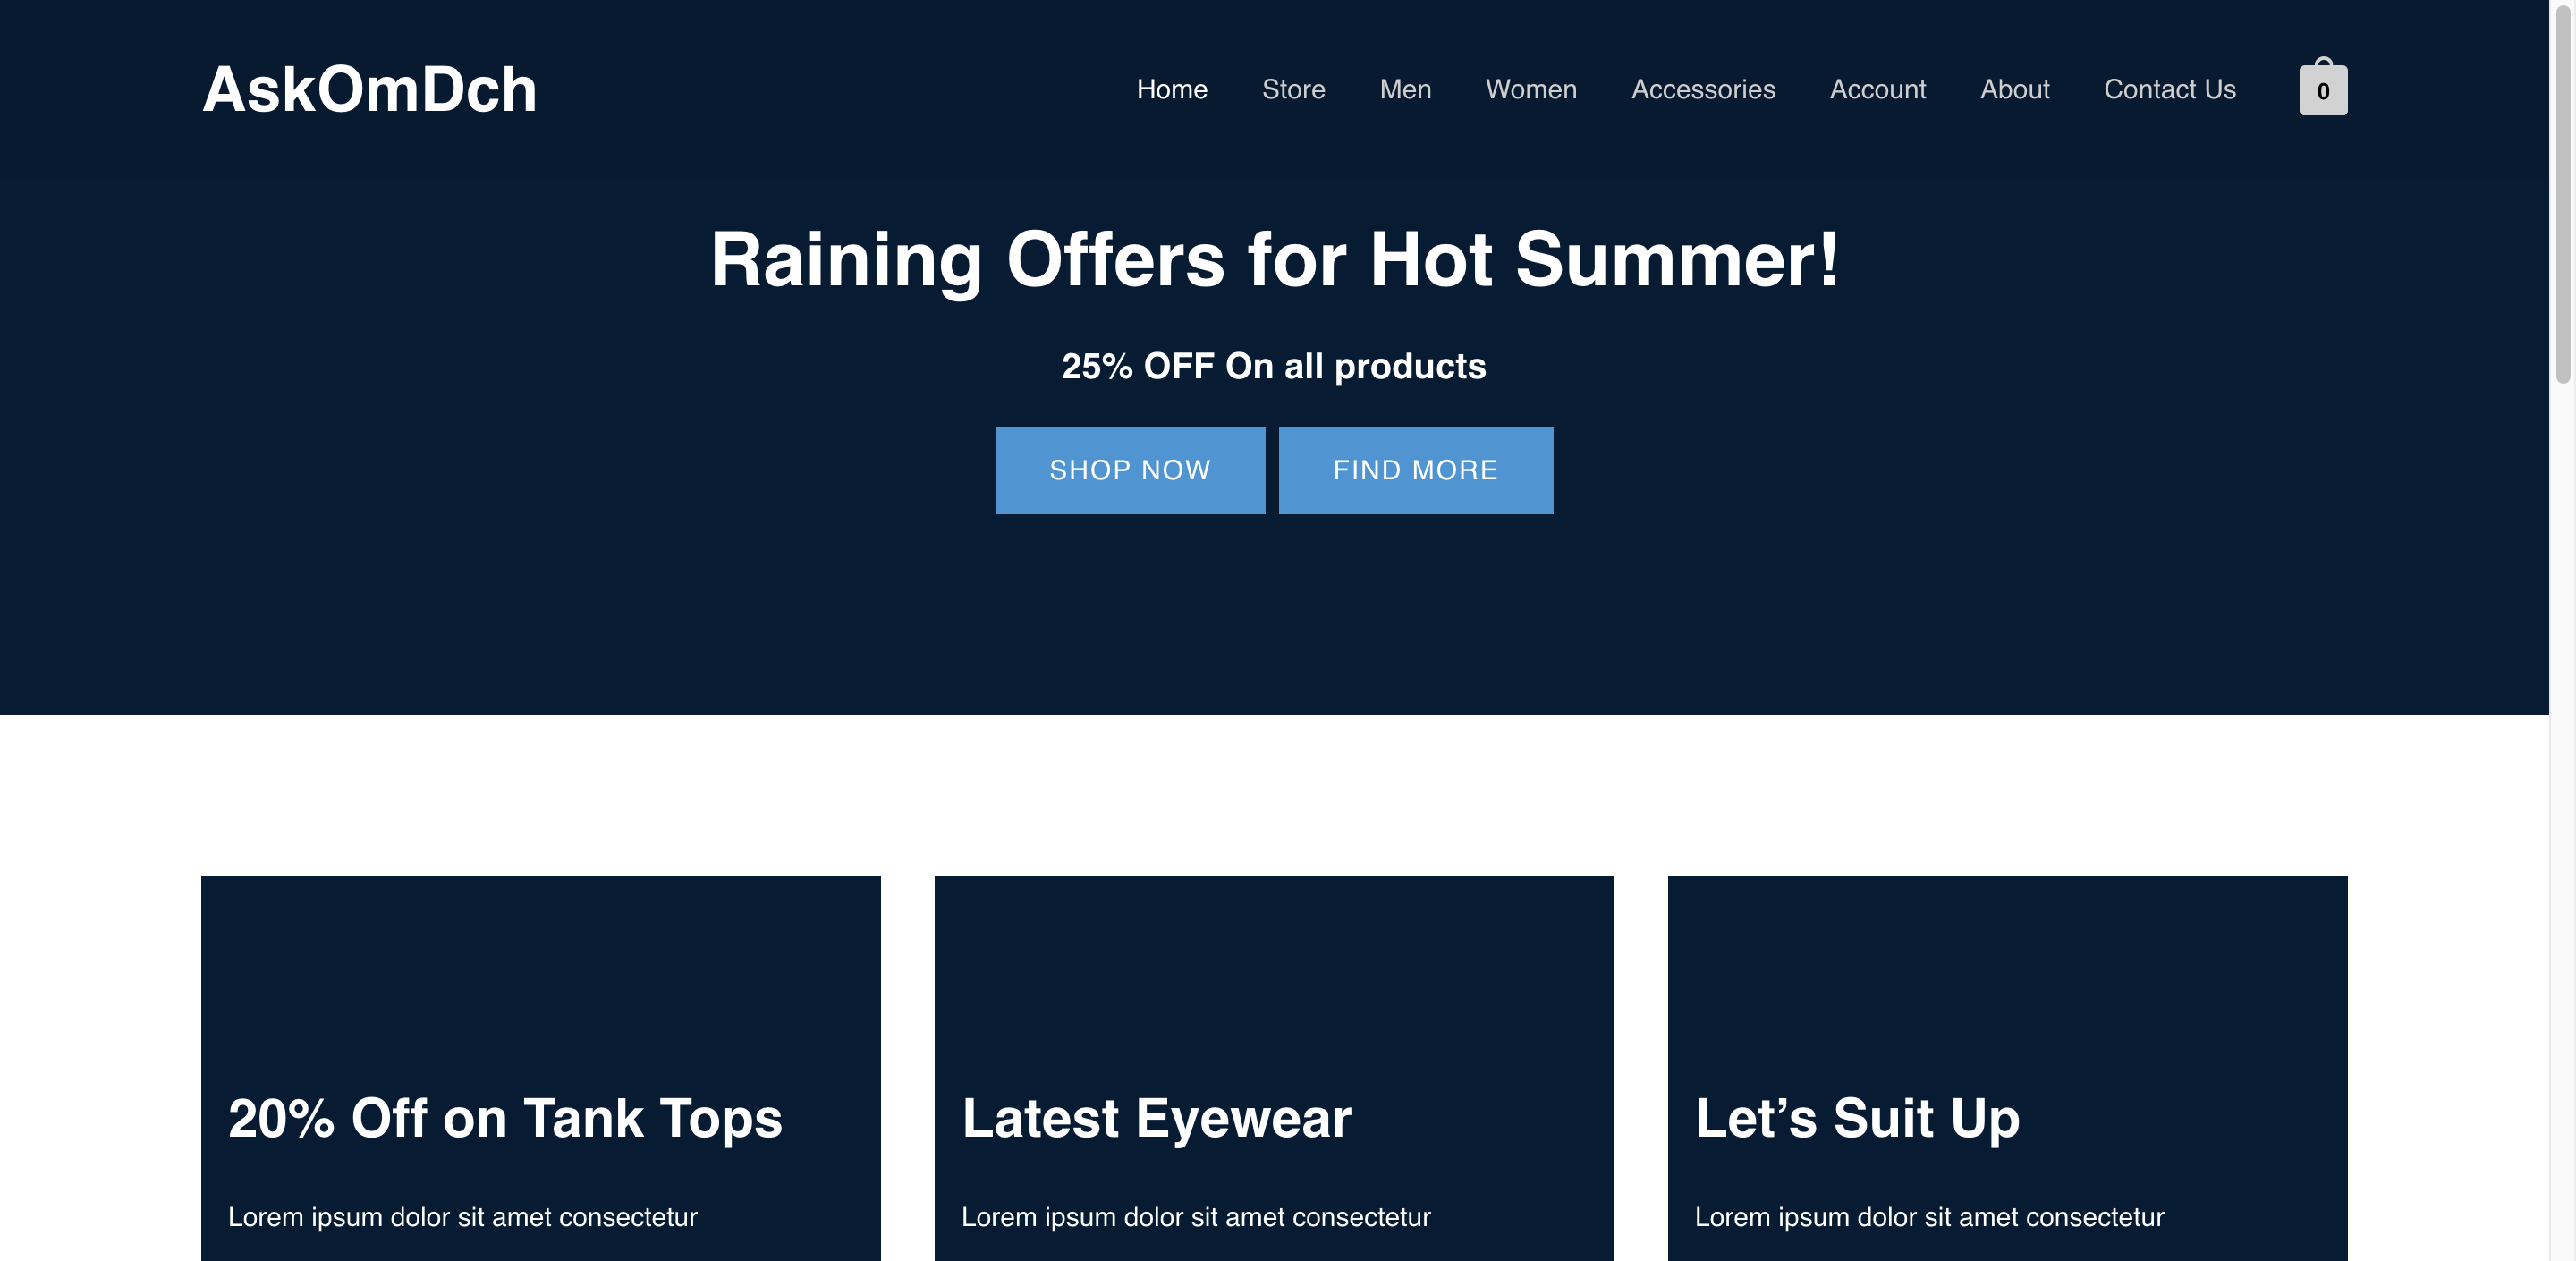 AskOmDch
Home Store Men Women Accessories Account About Contact Us 0
Raining Offers for Hot Summer!
25% OFF On all products
SHOP NOW FIND MORE
20% Off on Tank Tops
Lorem ipsum dolor sit amet consectetur
Latest Eyewear
Lorem ipsum dolor sit amet consectetur
Let’s Suit Up
Lorem ipsum dolor sit amet consectetur